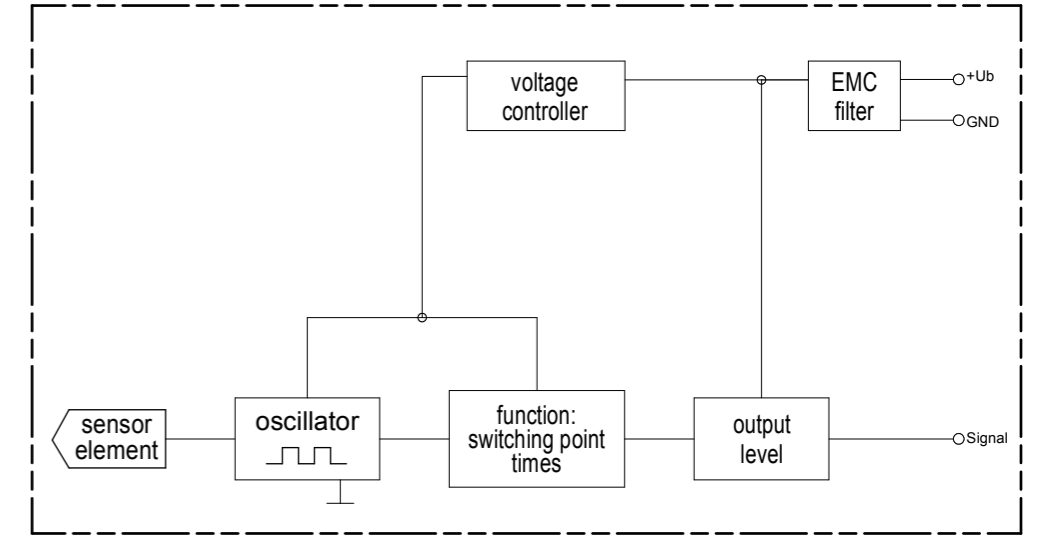 voltage
controller
EMC
filter
+Ub
GND
sensor
element
oscillator
function:
switching point
times
output
level
Signal